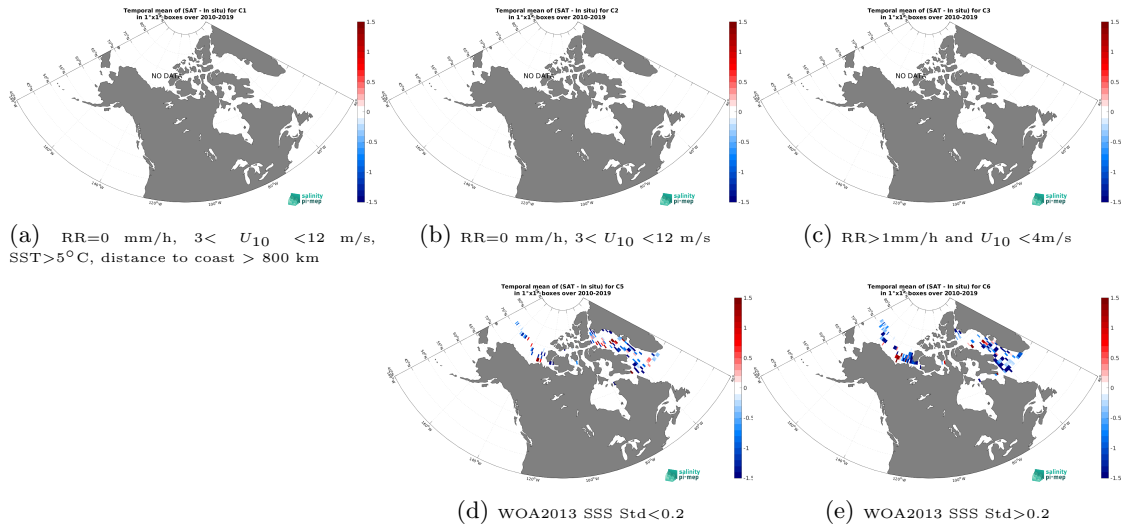 Temporal mean of (SAT - In situ) for C1
in 1°x1° boxes over 2010-2019
NO DATA
1.5
1
0.5
0
-0.5
-1
-1.5
salinity
pi-mep
(a) RR=0 mm/h, 3< U10 <12 m/s,
SST>5°C, distance to coast > 800 km
Temporal mean of (SAT - In situ) for C2
in 1°x1° boxes over 2010-2019
NO DATA
1.5
1
0.5
0
-0.5
-1
-1.5
salinity
pi-mep
(b) RR=0 mm/h, 3< U10 <12 m/s
Temporal mean of (SAT - In situ) for C3
in 1°x1° boxes over 2010-2019
NO DATA
1.5
1
0.5
0
-0.5
-1
-1.5
salinity
pi-mep
(c) RR>1mm/h and U10 <4m/s
Temporal mean of (SAT - In situ) for C5
in 1°x1° boxes over 2010-2019
1.5
1
0.5
0
-0.5
-1
-1.5
salinity
pi-mep
(d) WOA2013 SSS Std<0.2
Temporal mean of (SAT - In situ) for C6
in 1°x1° boxes over 2010-2019
1.5
1
0.5
0
-0.5
-1
-1.5
salinity
pi-mep
(e) WOA2013 SSS Std>0.2